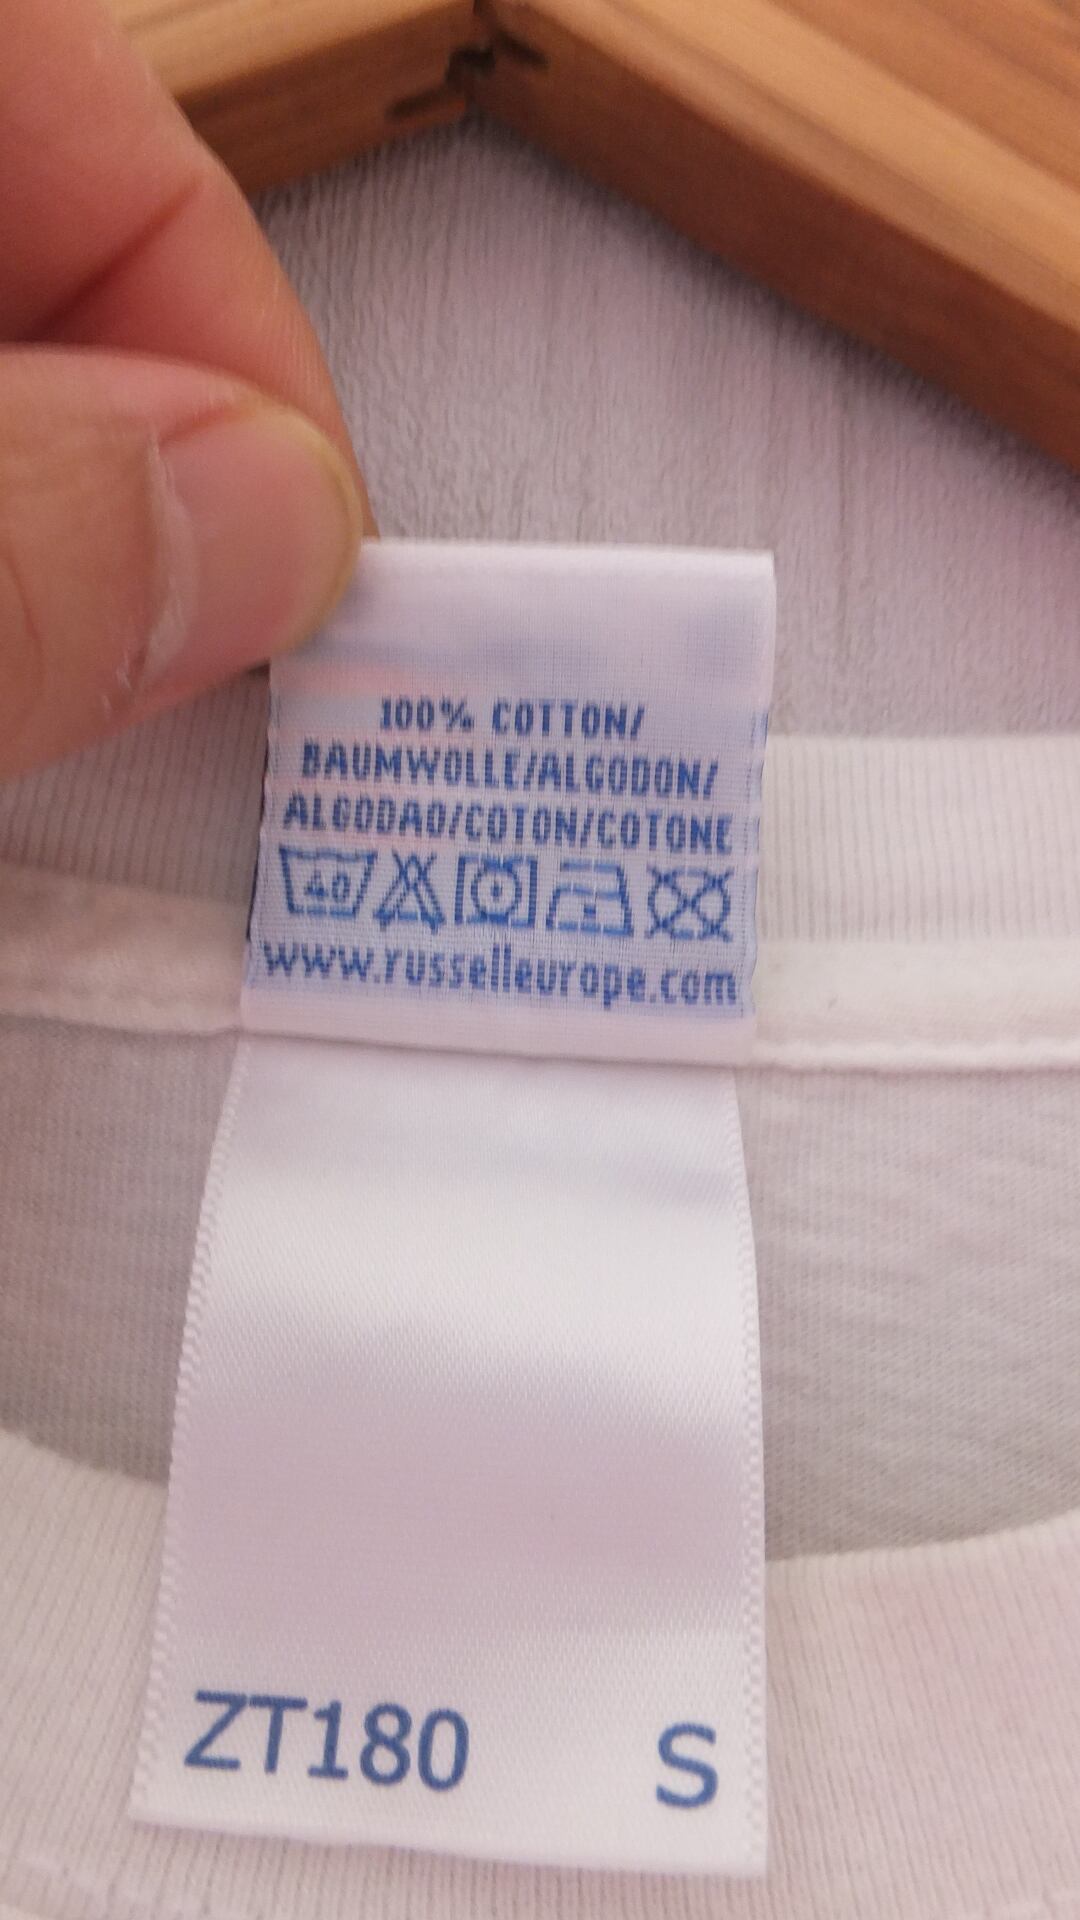 100% COTTON/
BAUMWOLLE/ALGODON/
ALGODAO/COTON/COTONE
40
www.russelleurope.com
ZT180 S